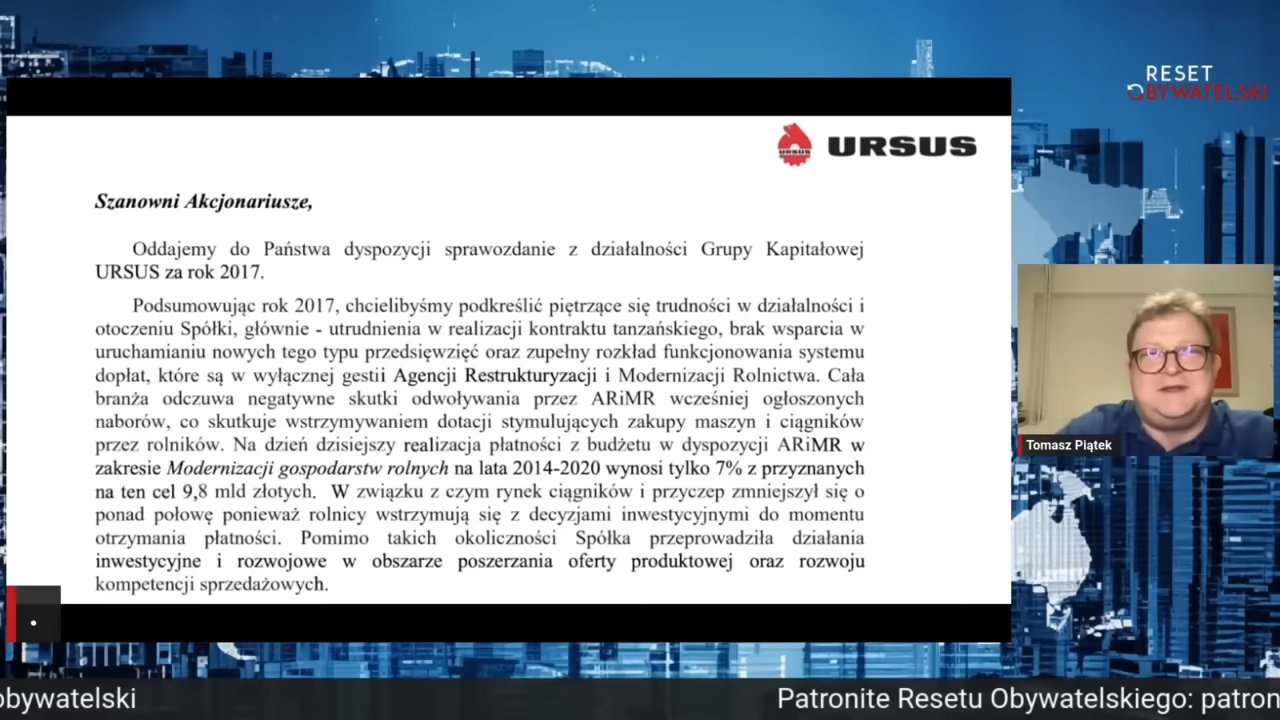 RESET
OBYWATELSKI
URSUS
URSUS
Szanowni Akcjonariusze,
Oddajemy do Państwa dyspozycji sprawozdanie z działalności Grupy Kapitałowej
URSUS za rok 2017.
Podsumowując rok 2017, chcielibyśmy podkreślić piętrzące się trudności w działalności i
otoczeniu Spółki, głównie - utrudnienia w realizacji kontraktu tanzańskiego, brak wsparcia w
uruchamianiu nowych tego typu przedsięwzięć oraz zupełny rozkład funkcjonowania systemu
dopłat, które są w wyłącznej gestii Agencji Restrukturyzacji i Modernizacji Rolnictwa. Cała
branża odczuwa negatywne skutki odwoływania przez ARiMR wcześniej ogłoszonych
naborów, co skutkuje wstrzymywaniem dotacji stymulujących zakupy maszyn i ciągników
przez rolników. Na dzień dzisiejszy realizacja płatności z budżetu w dyspozycji ARiMR w
zakresie Modernizacji gospodarstw rolnych na lata 2014-2020 wynosi tylko 7% z przyznanych
na ten cel 9,8 mld złotych. W związku z czym rynek ciągników i przyczep zmniejszył się o
ponad połowę ponieważ rolnicy wstrzymują się z decyzjami inwestycyjnymi do momentu
otrzymania płatności. Pomimo takich okoliczności Spółka przeprowadziła działania
inwestycyjne i rozwojowe w obszarze poszerzania oferty produktowej oraz rozwoju
kompetencji sprzedażowych.
Tomasz Piątek
obywatelski
Patronite Resetu Obywatelskiego: patron